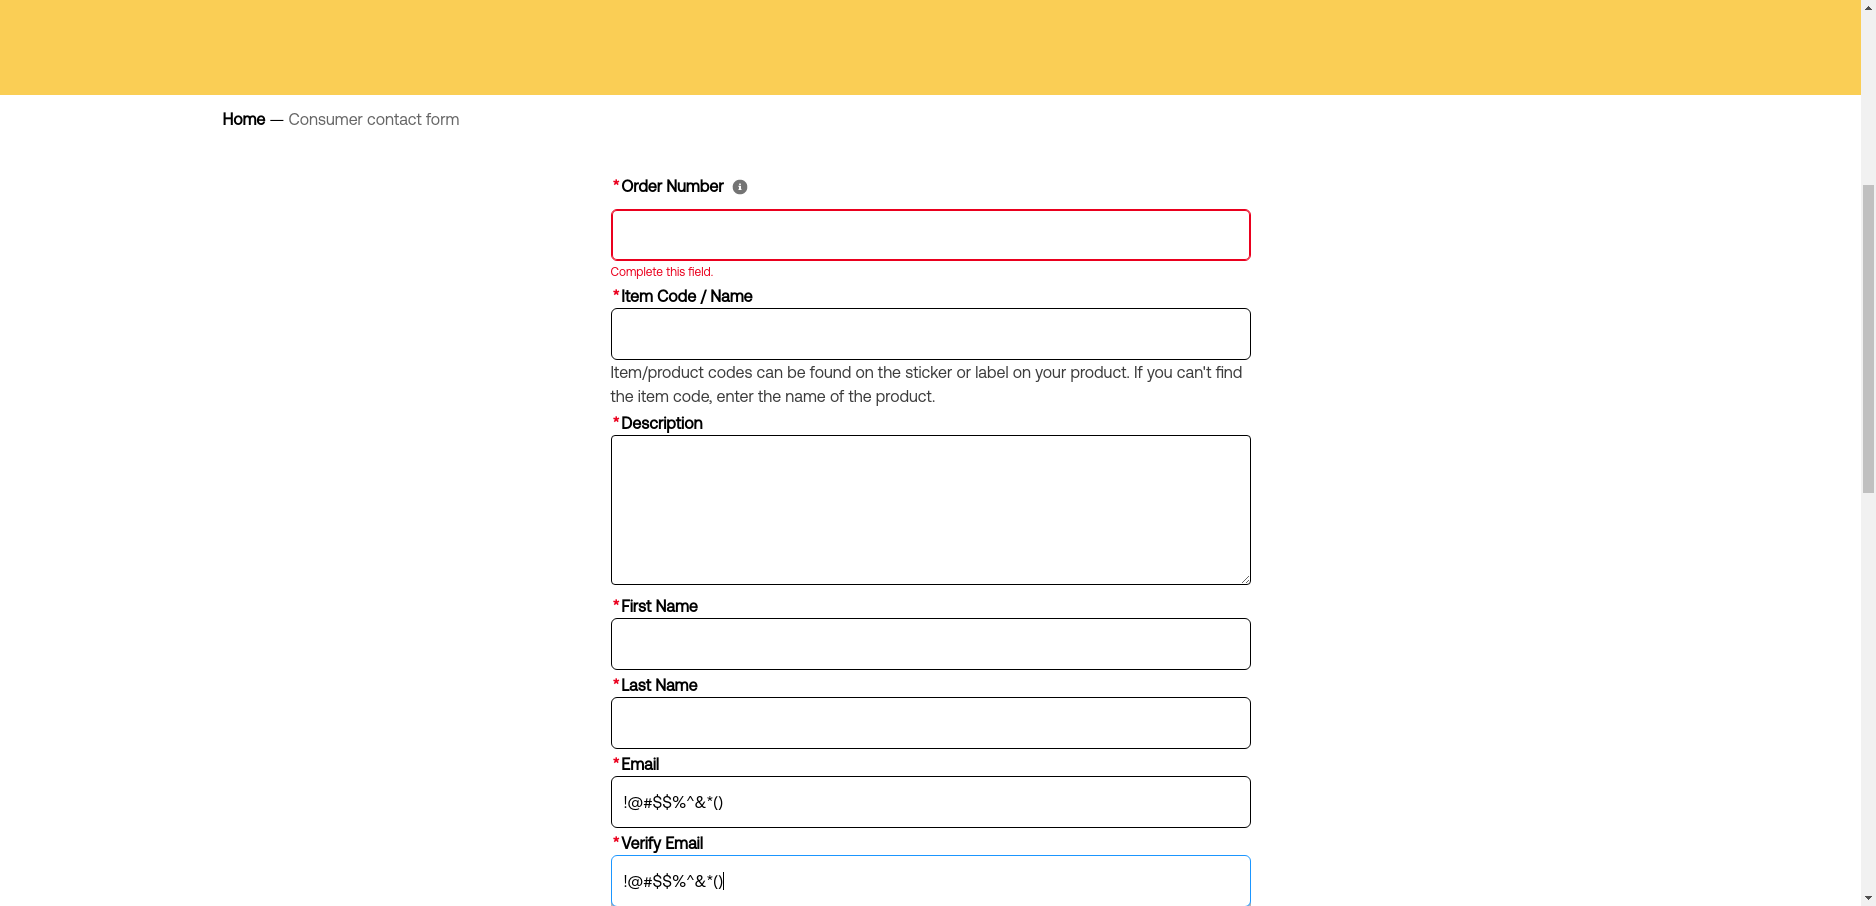 Home — Consumer contact form
*Order Number
Complete this field.
*Item Code / Name
Item/product codes can be found on the sticker or label on your product. If you can't find
the item code, enter the name of the product.
*Description
*First Name
*Last Name
*Email
!@#$$%^&*()
*Verify Email
!@#$$%^&*()